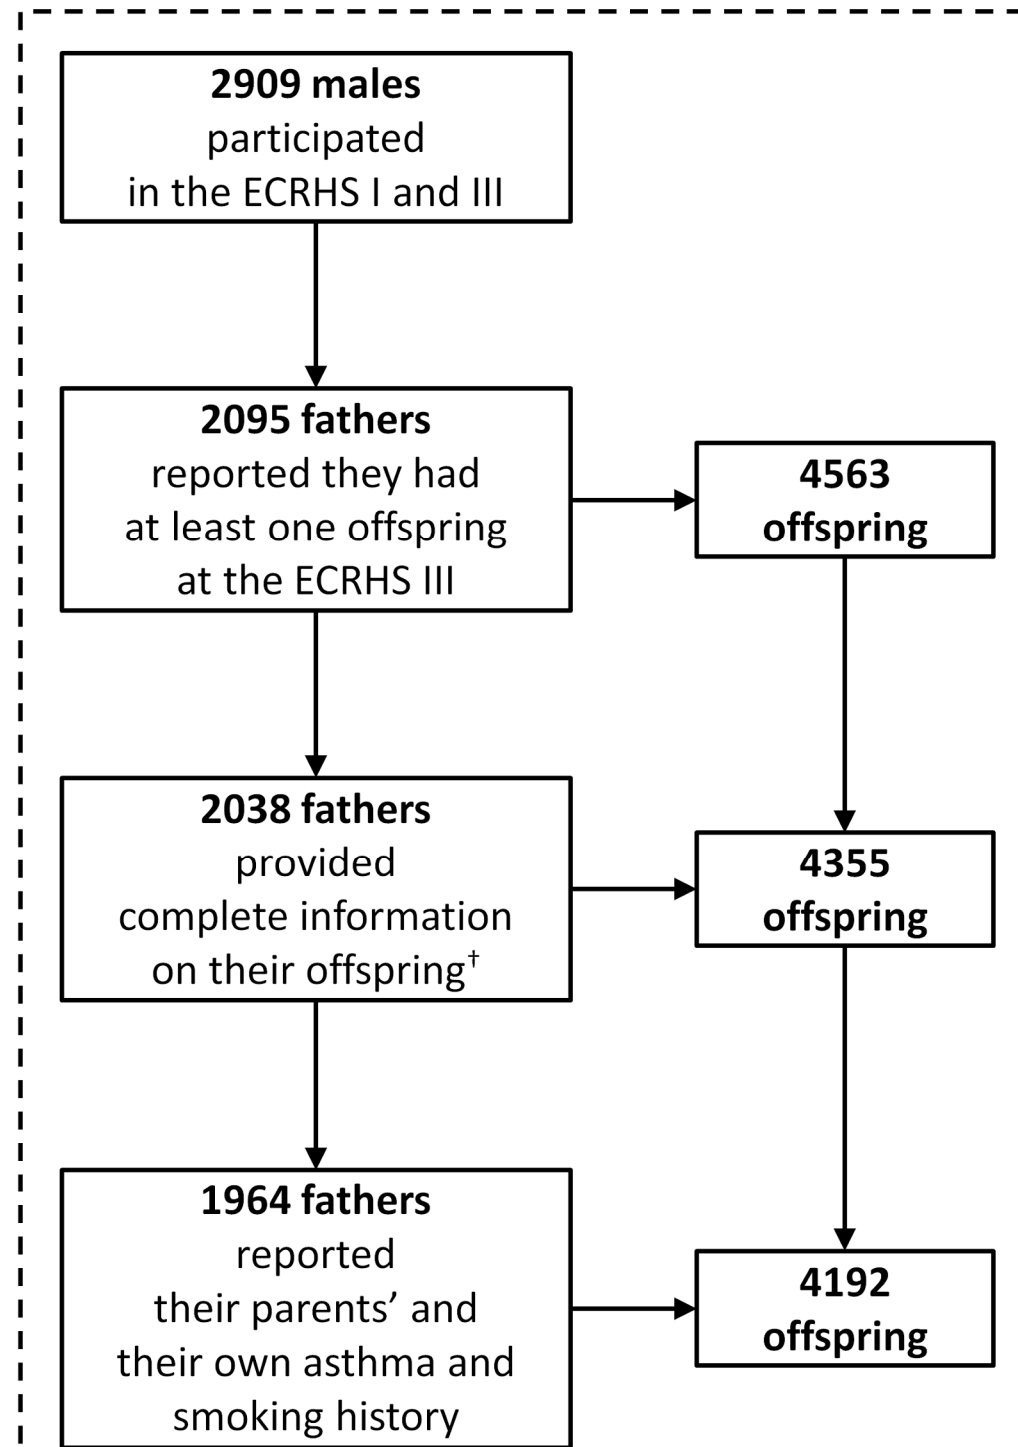 2909 males
participated
in the ECRHS I and III
2095 fathers
reported they had
at least one offspring
at the ECRHS III
4563
offspring
2038 fathers
provided
complete information
on their offspring†
4355
offspring
1964 fathers
reported
their parents’ and
their own asthma and
smoking history
4192
offspring